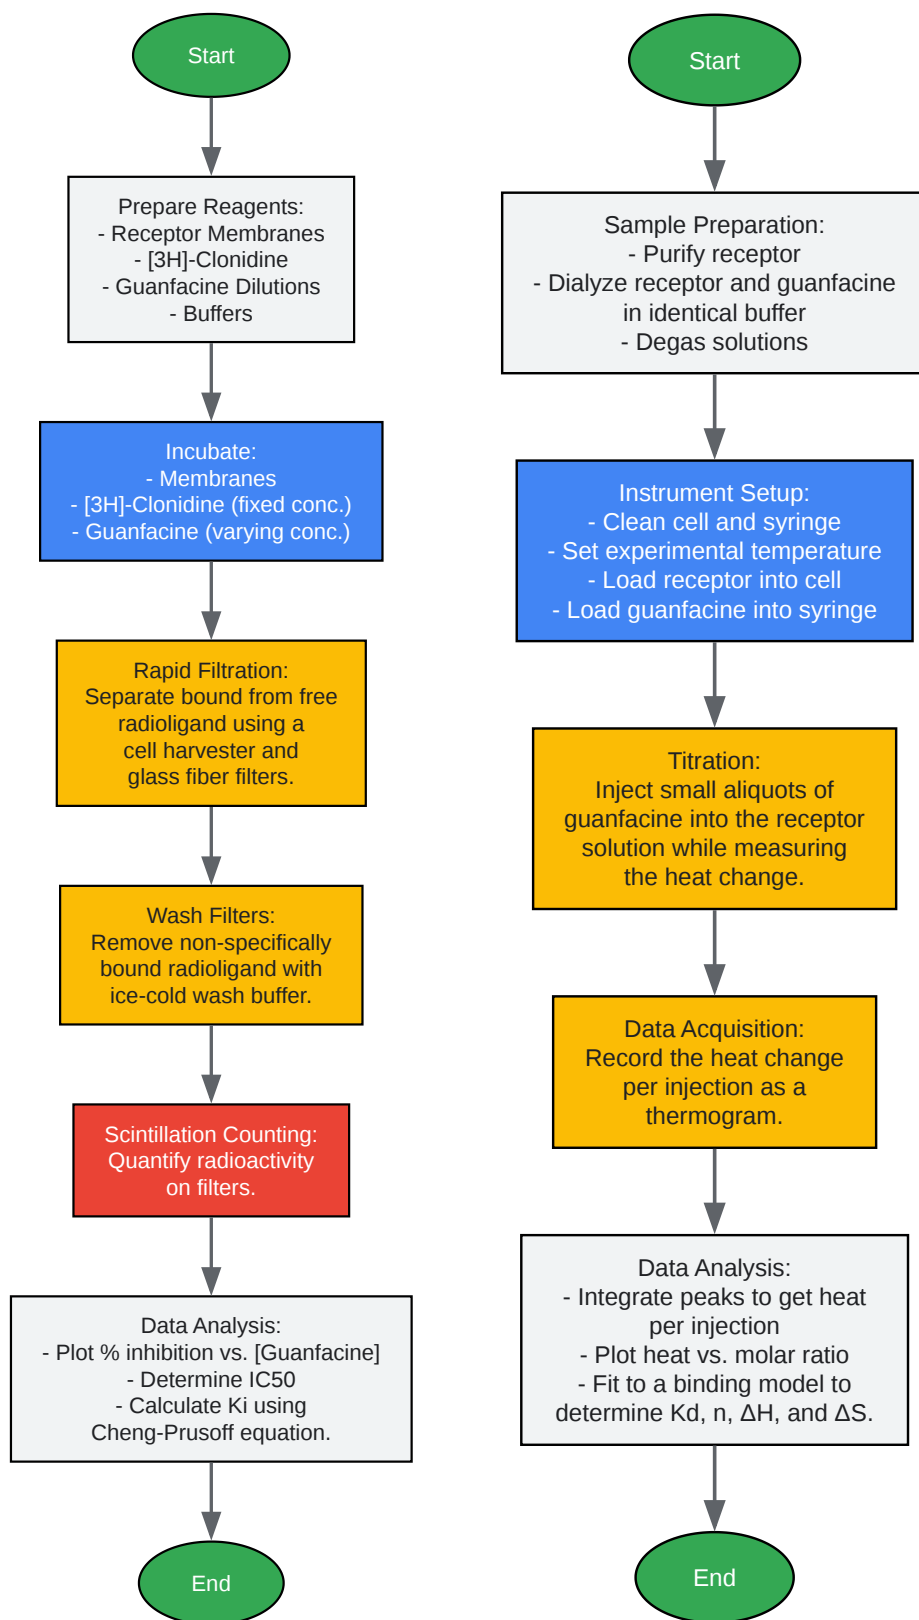 Start
Prepare Reagents:
- Receptor Membranes
- [3H]-Clonidine
- Guanfacine Dilutions
- Buffers
Incubate:
- Membranes
- [3H]-Clonidine (fixed conc.)
- Guanfacine (varying conc.)
Rapid Filtration:
Separate bound from free
radioligand using a
cell harvester and
glass fiber filters.
Wash Filters:
Remove non-specifically
bound radioligand with
ice-cold wash buffer.
Scintillation Counting:
Quantify radioactivity
on filters.
Data Analysis:
- Plot % inhibition vs. [Guanfacine]
- Determine IC50
- Calculate Ki using
Cheng-Prusoff equation.
End
Start
Sample Preparation:
- Purify receptor
- Dialyze receptor and guanfacine
in identical buffer
- Degas solutions
Instrument Setup:
- Clean cell and syringe
- Set experimental temperature
- Load receptor into cell
- Load guanfacine into syringe
Titration:
Inject small aliquots of
guanfacine into the receptor
solution while measuring
the heat change.
Data Acquisition:
Record the heat change
per injection as a
thermogram.
Data Analysis:
- Integrate peaks to get heat
per injection
- Plot heat vs. molar ratio
- Fit to a binding model to
determine Kd, n, ΔH, and ΔS.
End